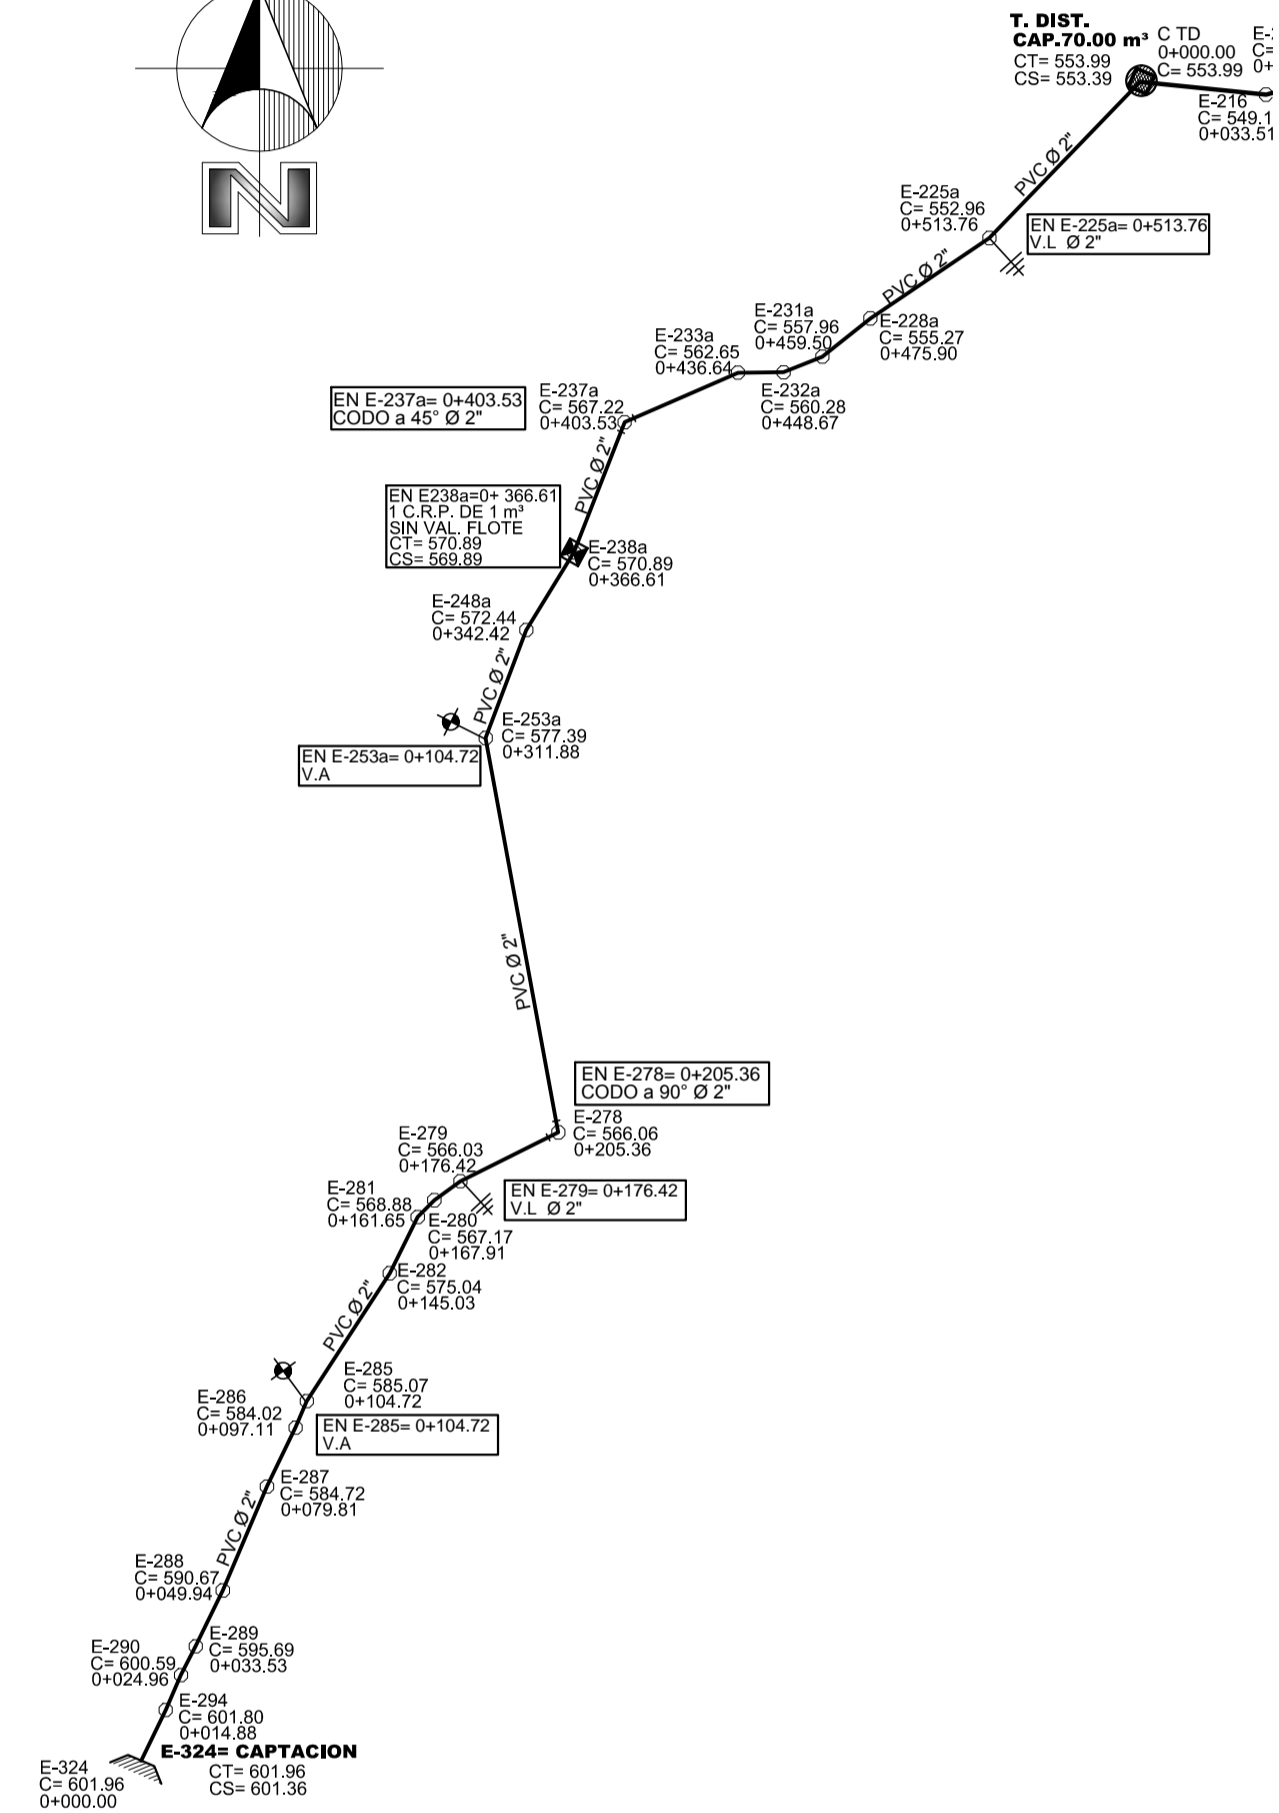 T. DIST.
CAP.70.00 m³
CT= 553.99
CS= 553.39
C TD
0+000.00
C= 553.99
E-216
C= 549.1
0+033.51
PVC Ø 2"
E-225a
C= 552.96
0+513.76
EN E-225a= 0+513.76
V.L Ø 2"
PVC Ø 2"
E-231a
C= 557.96
0+459.50
E-228a
C= 555.27
0+475.90
E-233a
C= 562.65
0+436.64
E-232a
C= 560.28
0+448.67
EN E-237a= 0+403.53
CODO a 45° Ø 2"
E-237a
C= 567.22
0+403.53
PVC Ø 2"
EN E238a=0+ 366.61
1 C.R.P. DE 1 m³
SIN VAL. FLOTE
CT= 570.89
CS= 569.89
E-238a
C= 570.89
0+366.61
E-248a
C= 572.44
0+342.42
PVC Ø 2"
E-253a
C= 577.39
0+311.88
EN E-253a= 0+104.72
V.A
PVC Ø 2"
EN E-278= 0+205.36
CODO a 90° Ø 2"
E-278
C= 566.06
0+205.36
E-279
C= 566.03
0+176.42
EN E-279= 0+176.42
V.L Ø 2"
E-281
C= 568.88
0+161.65
E-280
C= 567.17
0+167.91
E-282
C= 575.04
0+145.03
PVC Ø 2"
E-285
C= 585.07
0+104.72
E-286
C= 584.02
0+097.11
EN E-285= 0+104.72
V.A
E-287
C= 584.72
0+079.81
PVC Ø 2"
E-288
C= 590.67
0+049.94
E-289
C= 595.69
0+033.53
E-290
C= 600.59
0+024.96
E-294
C= 601.80
0+014.88
E-324= CAPTACION
CT= 601.96
CS= 601.36
E-324
C= 601.96
0+000.00
N